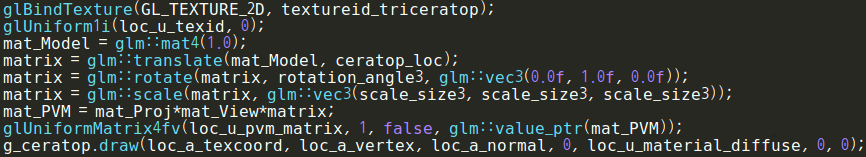 glBindTexture(GL_TEXTURE_2D, textureid_triceratop);
glUniform1i(loc_u_texid, 0);
mat_Model = glm::mat4(1.0);
matrix = glm::translate(mat_Model, ceratop_loc);
matrix = glm::rotate(matrix, rotation_angle3, glm::vec3(0.0f, 1.0f, 0.0f));
matrix = glm::scale(matrix, glm::vec3(scale_size3, scale_size3, scale_size3));
mat_PVM = mat_Proj*mat_View*matrix;
glUniformMatrix4fv(loc_u_pvm_matrix, 1, false, glm::value_ptr(mat_PVM));
g_ceratop.draw(loc_a_texcoord, loc_a_vertex, loc_a_normal, 0, loc_u_material_diffuse, 0, 0);